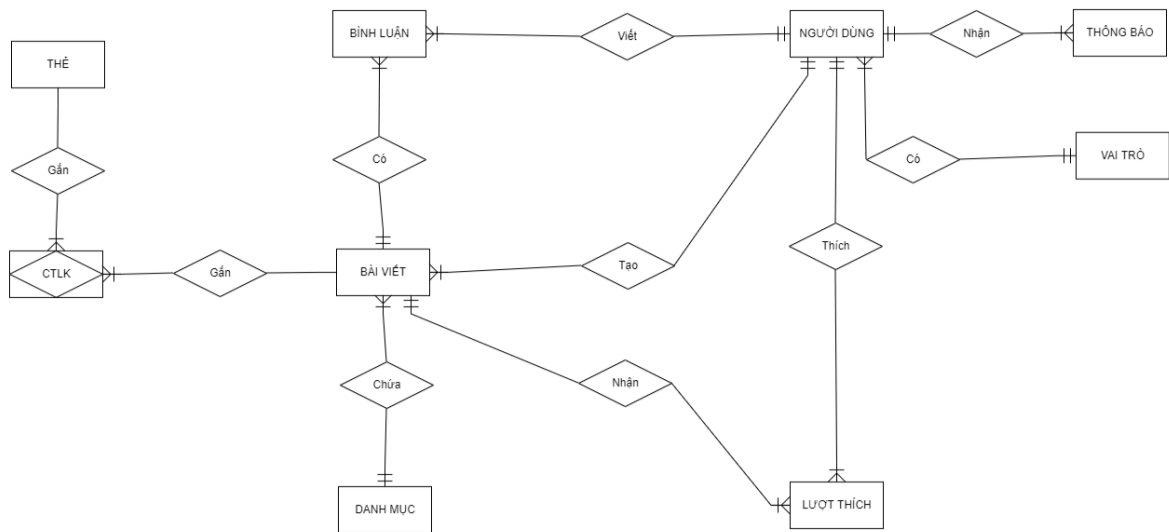 BÌNH LUẬN
Viết
NGƯỜI DÙNG
Nhận
THÔNG BÁO
THẺ
Gắn
Có
Có
VAI TRÒ
CTLK
Gắn
BÀI VIẾT
Tạo
Thích
Chứa
Nhận
DANH MỤC
LƯỢT THÍCH